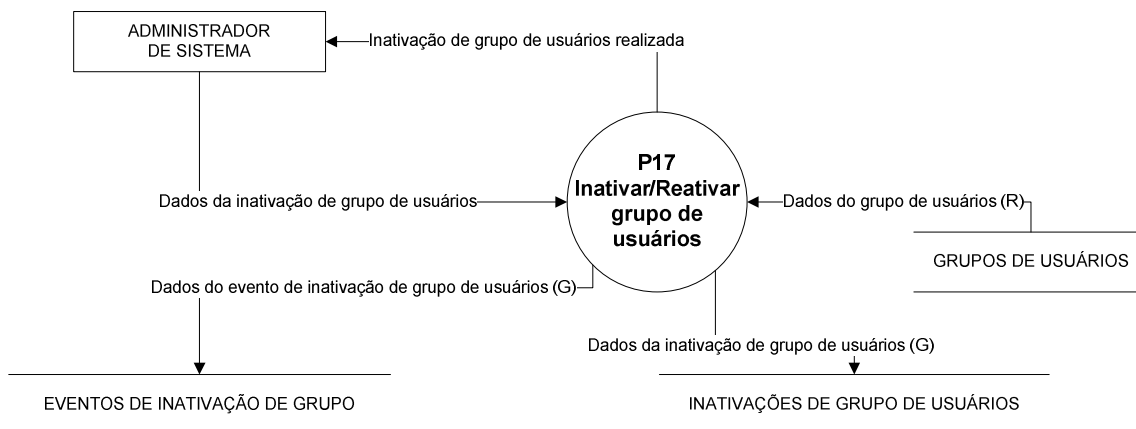 ADMINISTRADOR
DE SISTEMA
Inativação de grupo de usuários realizada
P17
Inativar/Reativar
grupo de
usuários
Dados da inativação de grupo de usuários
Dados do grupo de usuários (R)
GRUPOS DE USUÁRIOS
Dados do evento de inativação de grupo de usuários (G)
Dados da inativação de grupo de usuários (G)
EVENTOS DE INATIVAÇÃO DE GRUPO
INATIVAÇÕES DE GRUPO DE USUÁRIOS